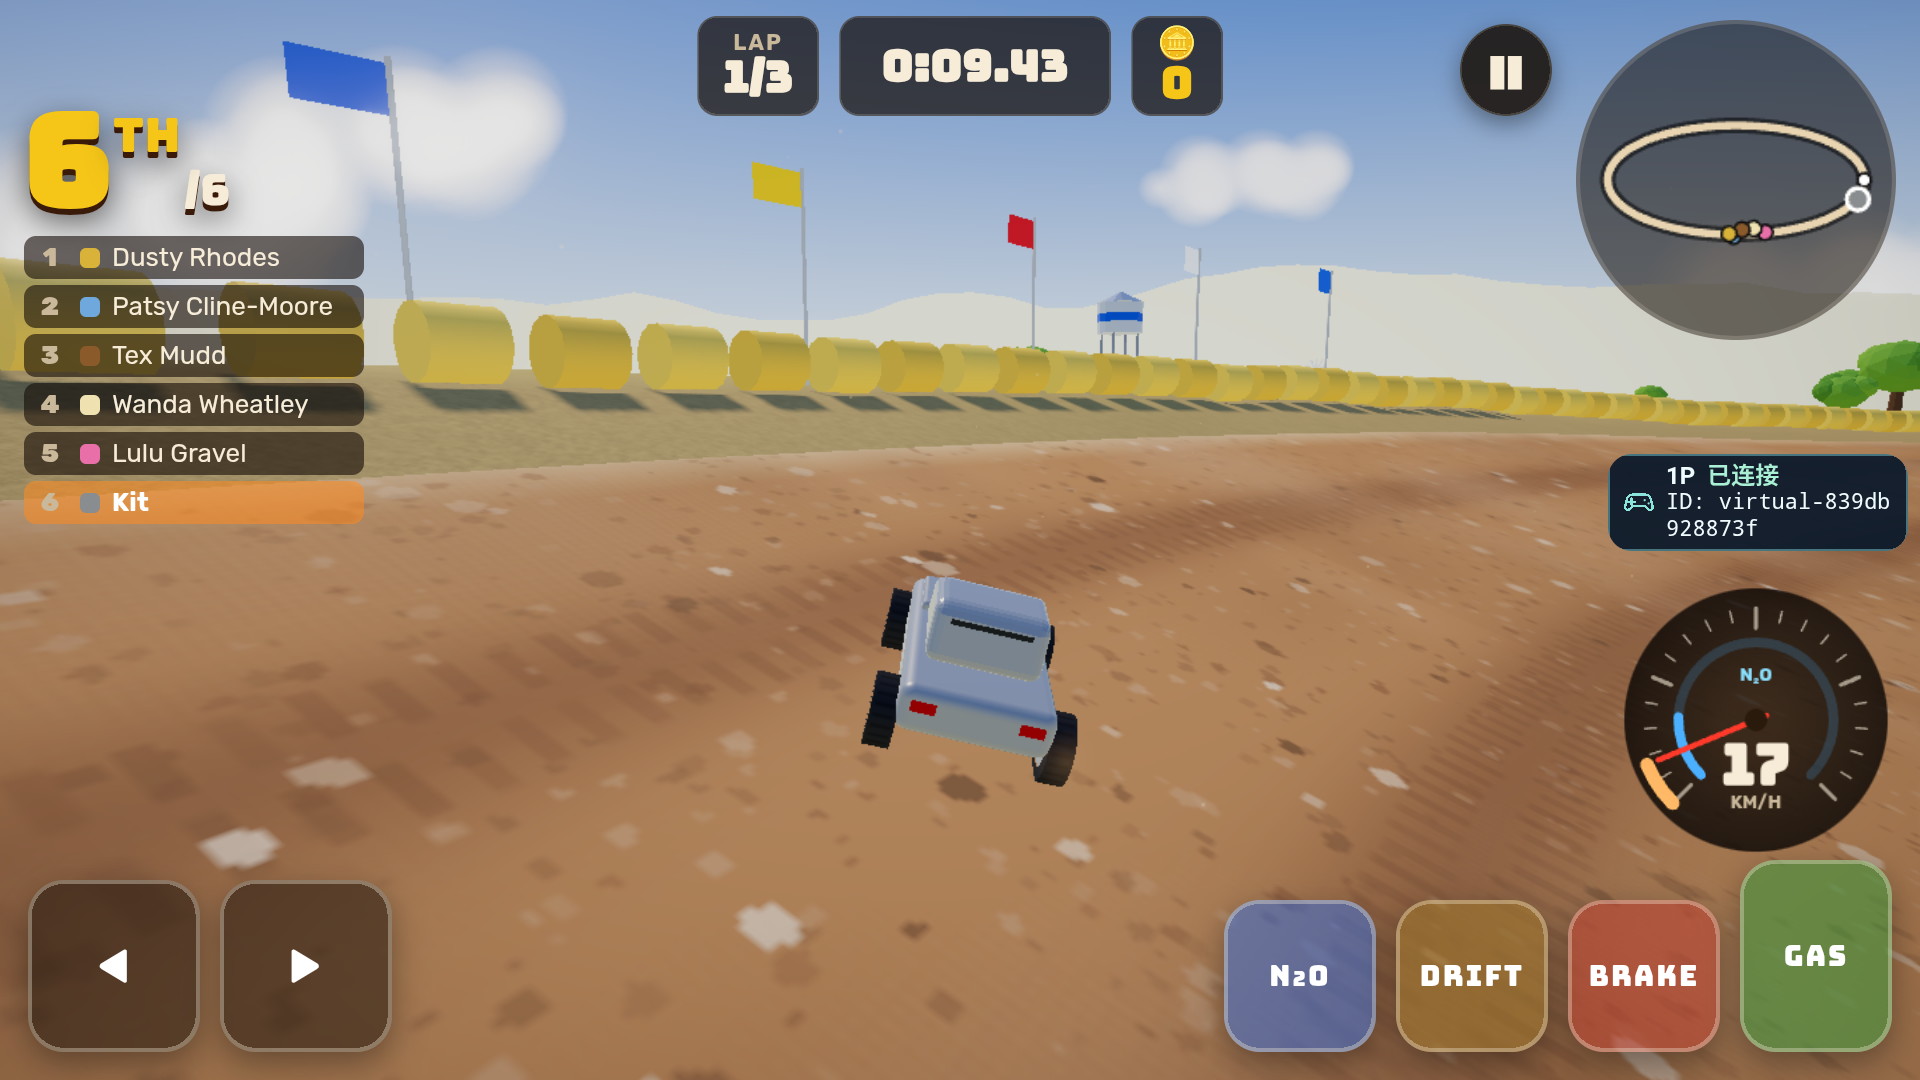 LAP
1/3
0:09.43
0
6TH
/6
1 Dusty Rhodes
2 Patsy Cline-Moore
3 Tex Mudd
4 Wanda Wheatley
5 Lulu Gravel
6 Kit
1P 已连接
ID: virtual-839db
928873f
N₂O
17
KM/H
N₂O
DRIFT
BRAKE
GAS